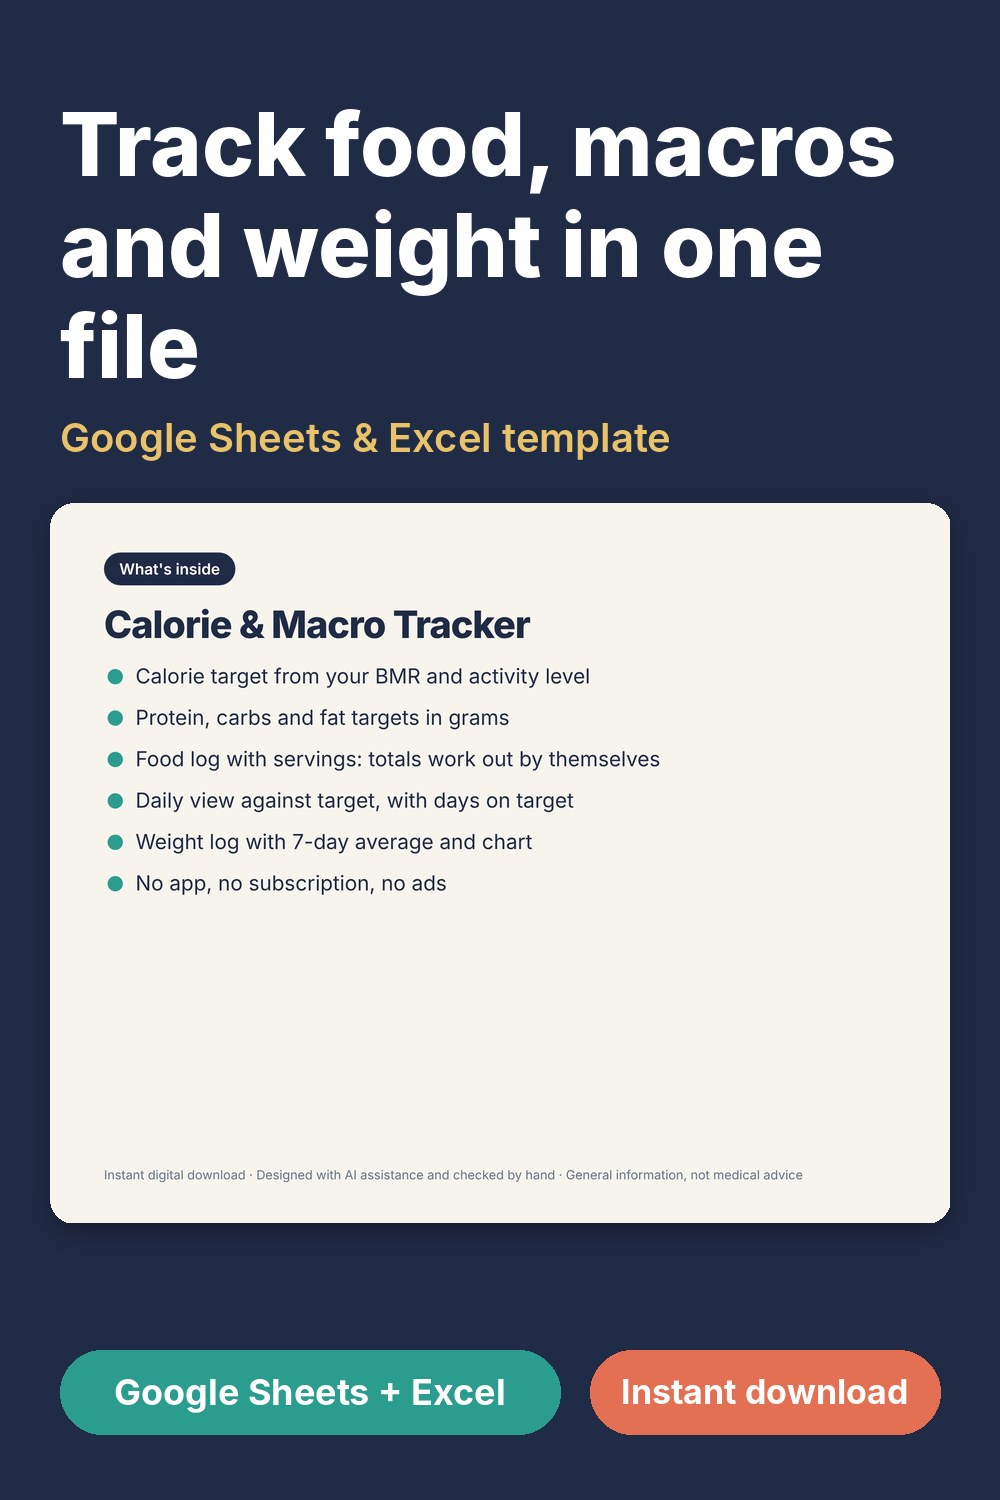 Track food, macros
and weight in one
file
Google Sheets & Excel template
What's inside
Calorie & Macro Tracker
Calorie target from your BMR and activity level
Protein, carbs and fat targets in grams
Food log with servings: totals work out by themselves
Daily view against target, with days on target
Weight log with 7-day average and chart
No app, no subscription, no ads
Instant digital download · Designed with AI assistance and checked by hand · General information, not medical advice
Google Sheets + Excel
Instant download